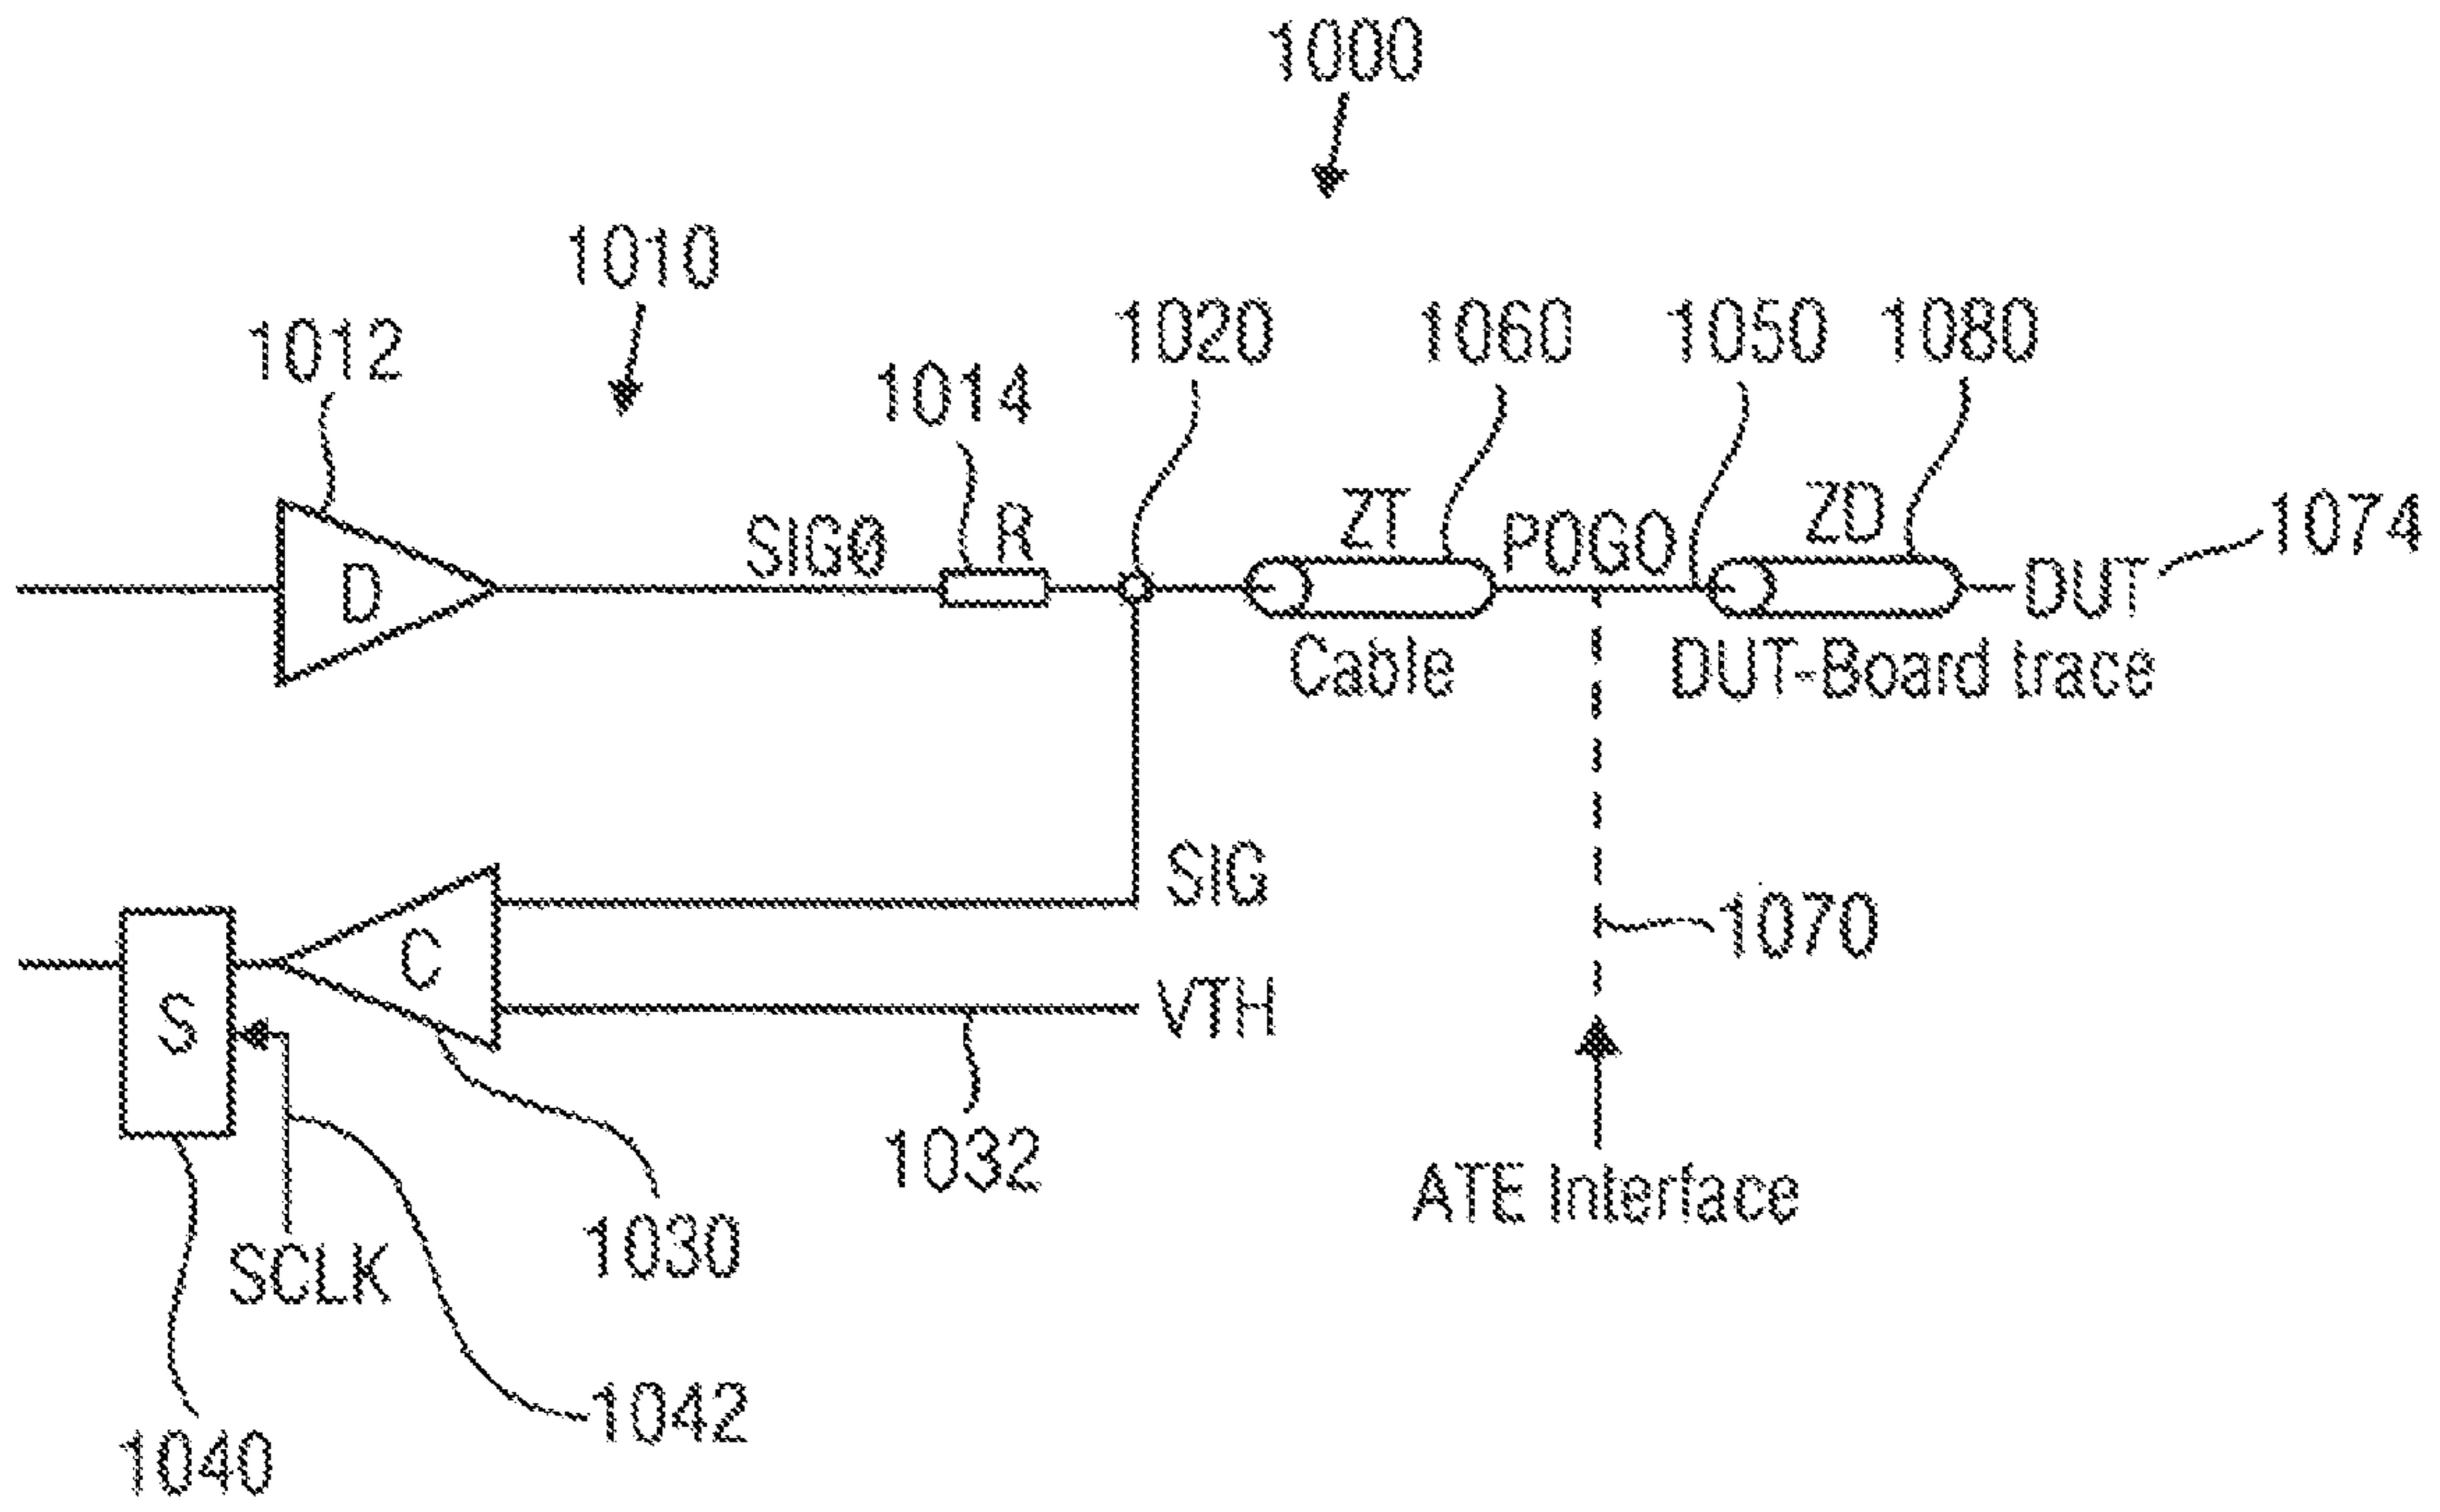 1000
1010
1012
1014
1020
1060
1050
1080
SIG0
R
ZT
POGO
ZD
1074
D
DUT
Cable
DUT-Board trace
SIG
C
1070
S
VTH
1032
ATE Interface
1030
SCLK
1042
1040